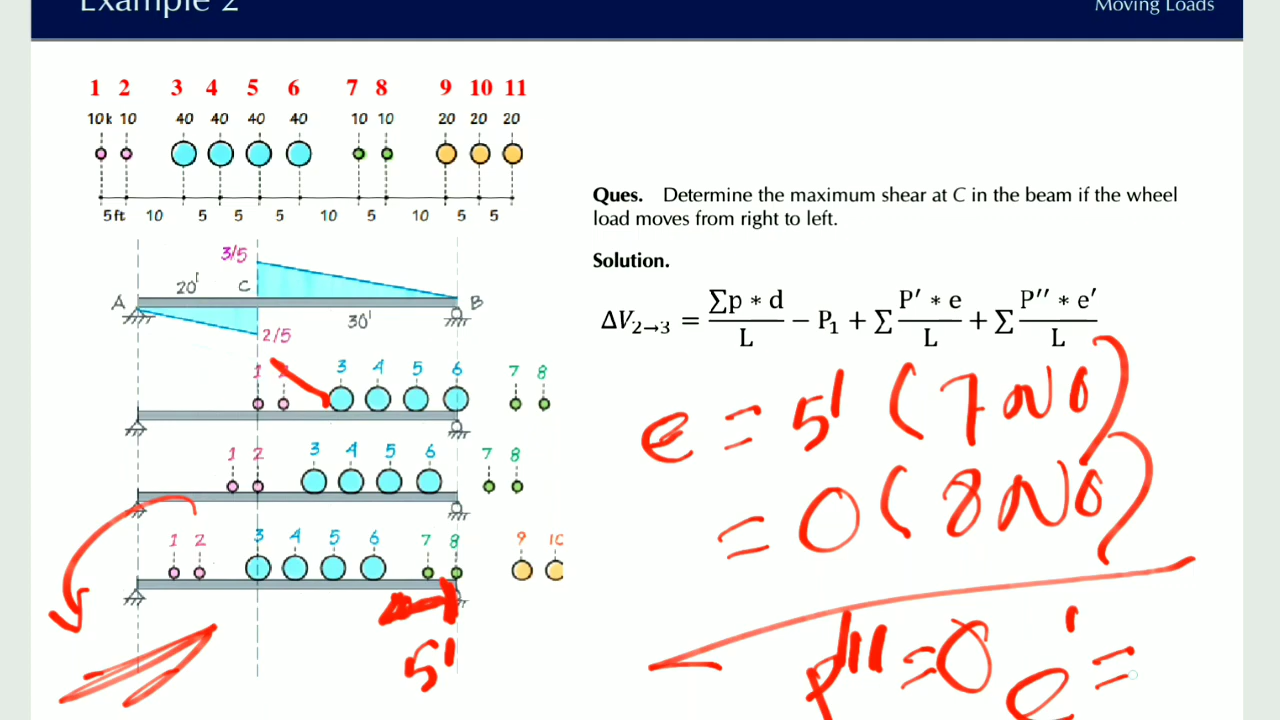 Example 2
Moving Loads
1 2 3 4 5 6 7 8 9 10 11
10k 10 40 40 40 40 10 10 20 20 20
5ft 10 5 5 5 10 5 10 5 5
Ques. Determine the maximum shear at C in the beam if the wheel
load moves from right to left.
Solution.
ΔV₂→₃ = ∑p ∗ d / L − P₁ + ∑ P′ ∗ e / L + ∑ P′′ ∗ e′ / L
3/5
20' C
A B
30'
2/5
1 3 4 5 6 7 8
1 2 3 4 5 6 7 8
1 2 3 4 5 6 7 8 9 10
5'
e = 5' (7 NO)
= 0 (8 NO)
P'' = 0 e' =